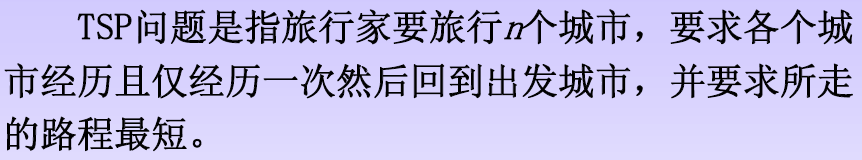 TSP问题是指旅行家要旅行n个城市，要求各个城
市经历且仅经历一次然后回到出发城市，并要求所走
的路程最短。